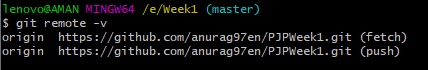 lenovo@AMAN MINGW64 /e/Week1 (master)
$ git remote -v
origin  https://github.com/anurag97en/PJPWeek1.git (fetch)
origin  https://github.com/anurag97en/PJPWeek1.git (push)